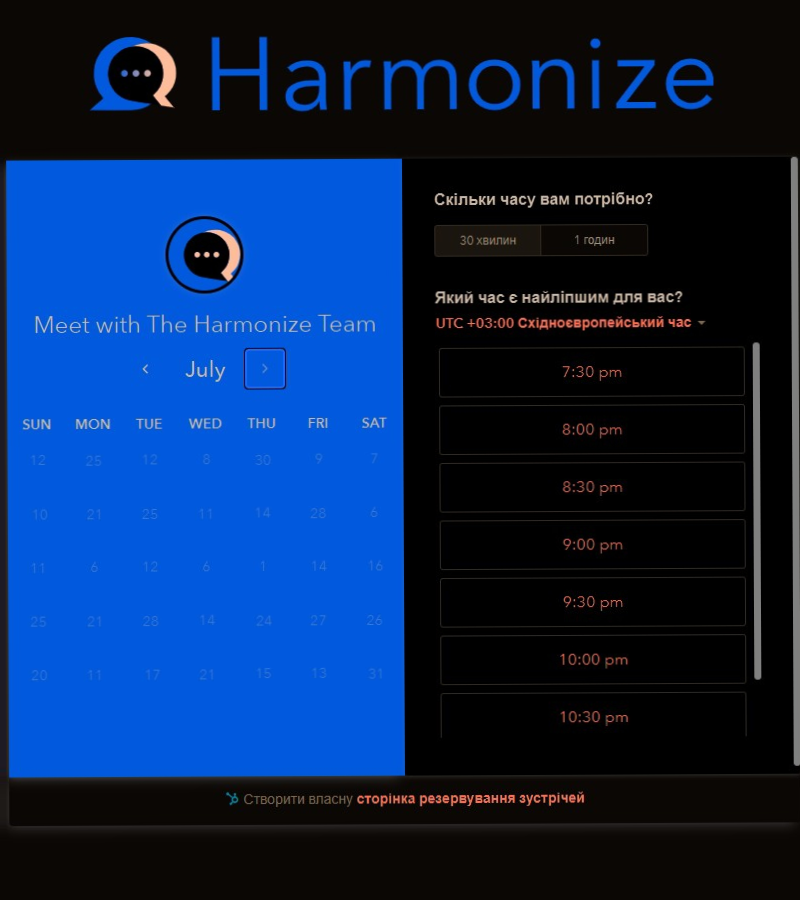 Harmonize
Meet with The Harmonize Team
July
SUN MON TUE WED THU FRI SAT
12 25 12 8 30 9 7
10 21 25 11 14 28 6
11 6 12 6 1 14 16
25 21 28 14 24 27 26
20 11 17 21 15 13 31
Скільки часу вам потрібно?
30 хвилин 1 годин
Який час є найліпшим для вас?
UTC +03:00 Східноєвропейський час
7:30 pm
8:00 pm
8:30 pm
9:00 pm
9:30 pm
10:00 pm
10:30 pm
Створити власну сторінка резервування зустрічей